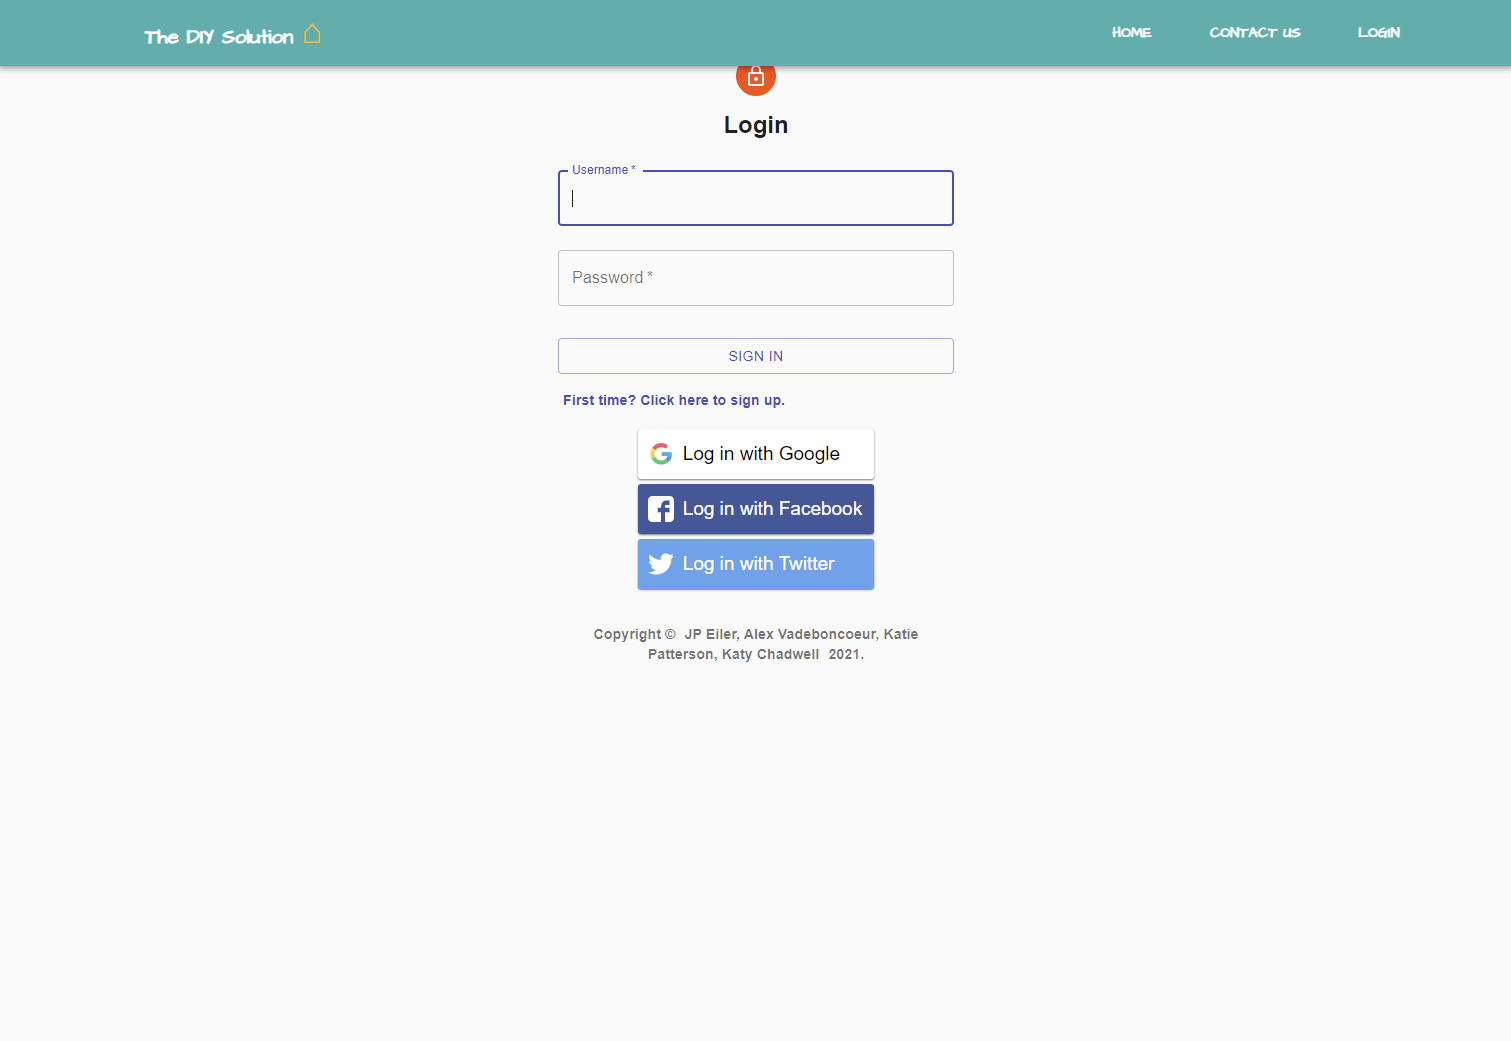 The DIY Solution
HOME
CONTACT US
LOGIN
Login
Username *
Password *
SIGN IN
First time? Click here to sign up.
Log in with Google
Log in with Facebook
Log in with Twitter
Copyright © JP Eiler, Alex Vadeboncoeur, Katie
Patterson, Katy Chadwell 2021.